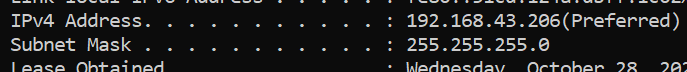 IPv4 Address. . . . . . . . . . . : 192.168.43.206(Preferred)
Subnet Mask . . . . . . . . . . . : 255.255.255.0
Lease Obtained : Wednesday, October 28,